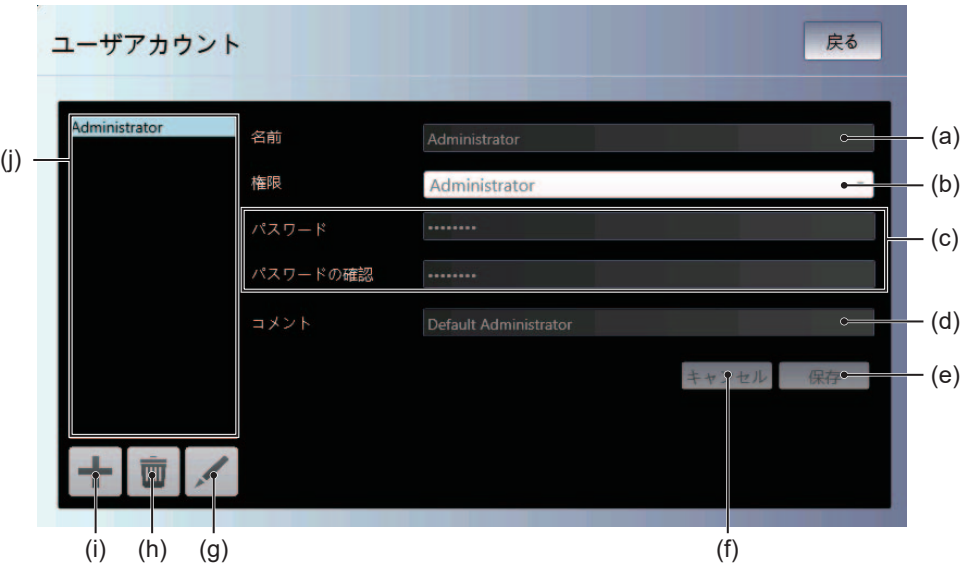 ユーザアカウント
戻る
Administrator
名前
Administrator
(a)
(j)
権限
Administrator
(b)
パスワード
••••••••
(c)
パスワードの確認
••••••••
コメント
Default Administrator
(d)
キャンセル
保存
(e)
(i)
(h)
(g)
(f)